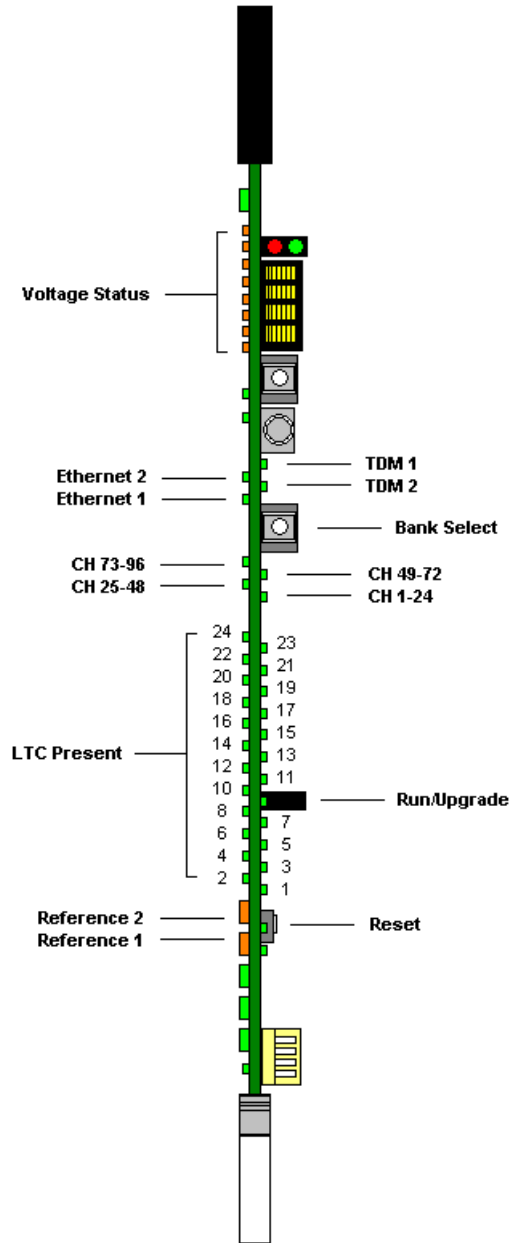 Voltage Status
TDM 1
Ethernet 2
TDM 2
Ethernet 1
Bank Select
CH 73-96
CH 49-72
CH 25-48
CH 1-24
24
23
22
21
20
19
18
17
16
15
14
LTC Present
13
12
11
10
Run/Upgrade
8
7
6
5
4
3
2
1
Reference 2
Reset
Reference 1